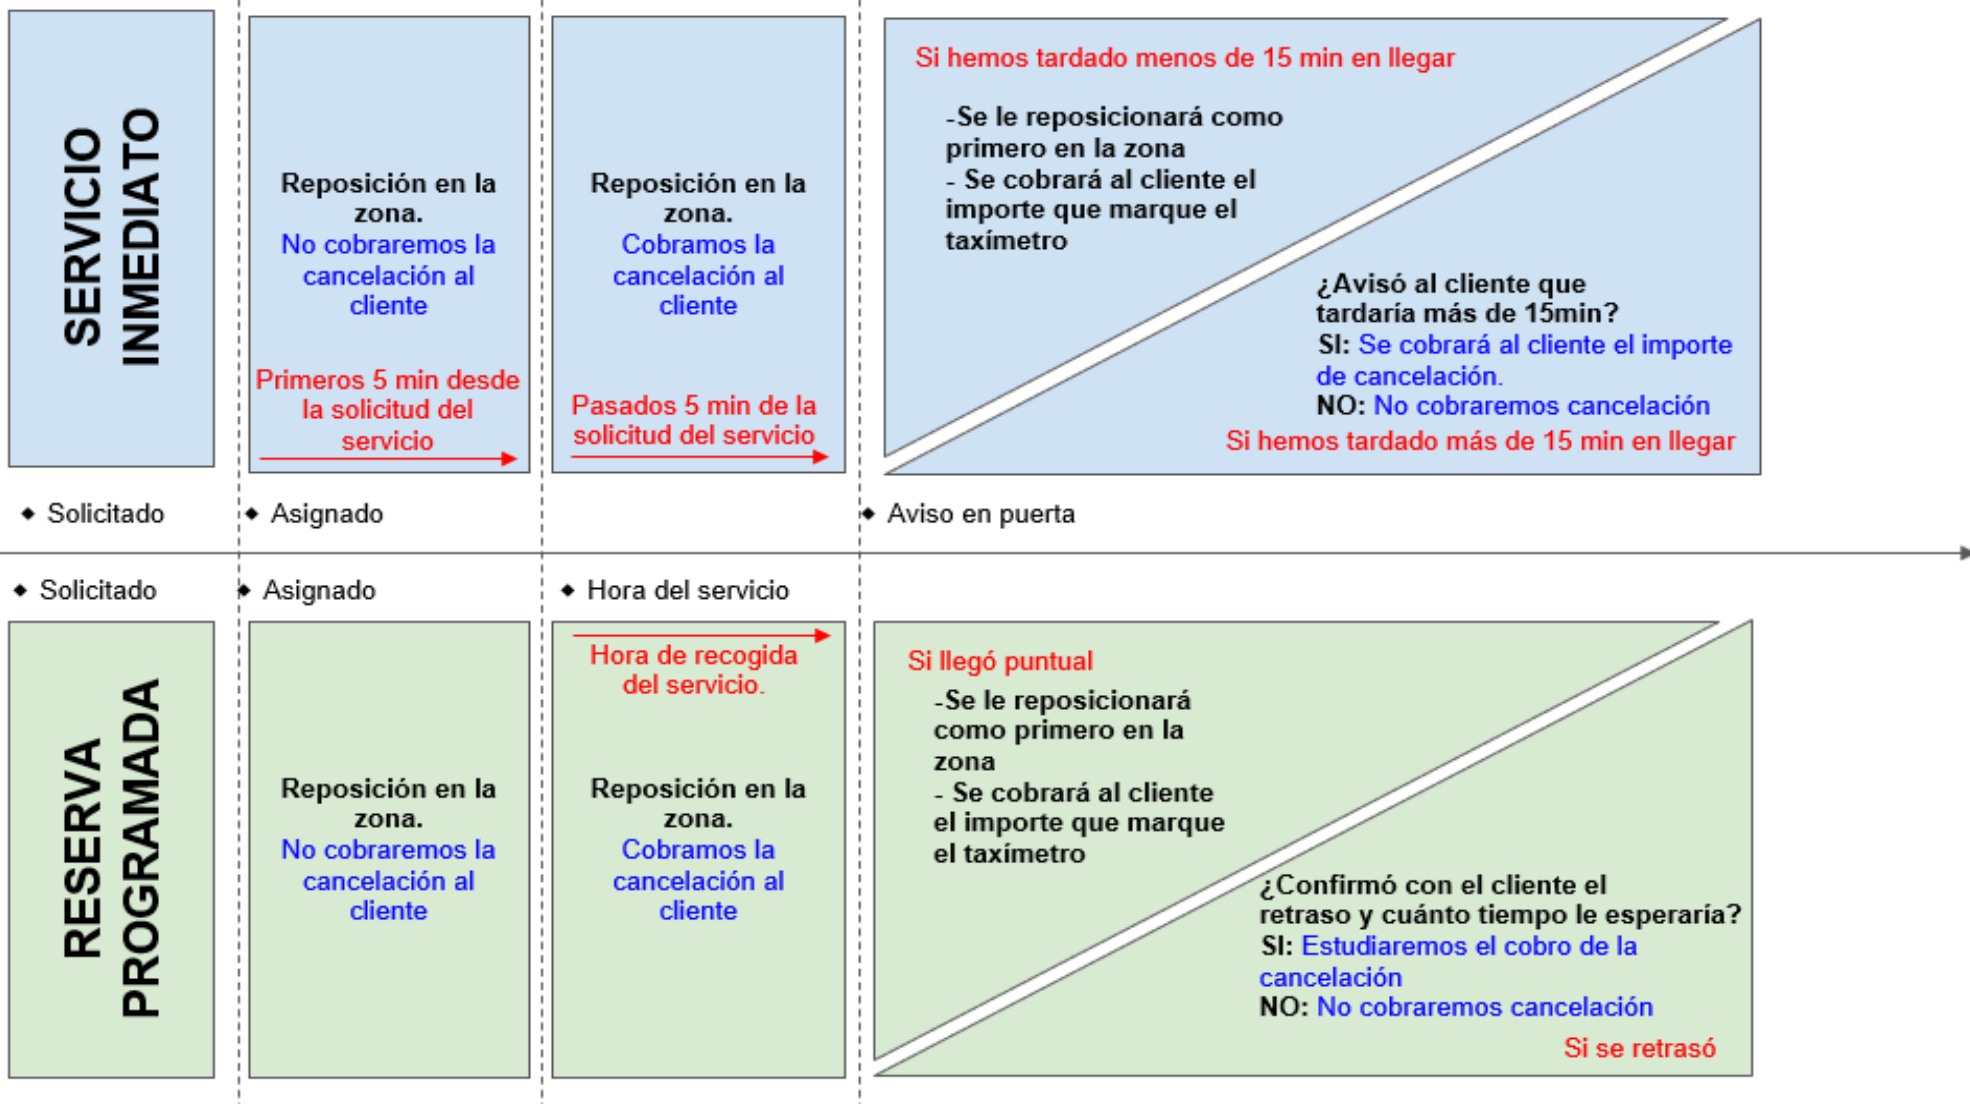 SERVICIO
INMEDIATO
Reposición en la
zona.
No cobraremos la
cancelación al
cliente
Primeros 5 min desde
la solicitud del
servicio
Reposición en la
zona.
Cobramos la
cancelación al
cliente
Pasados 5 min de la
solicitud del servicio
Si hemos tardado menos de 15 min en llegar
-Se le reposicionará como
primero en la zona
- Se cobrará al cliente el
importe que marque el
taxímetro
¿Avisó al cliente que
tardaría más de 15min?
SI: Se cobrará al cliente el importe
de cancelación.
NO: No cobraremos cancelación
Si hemos tardado más de 15 min en llegar
◆ Solicitado
◆ Asignado
◆ Aviso en puerta
◆ Solicitado
◆ Asignado
◆ Hora del servicio
RESERVA
PROGRAMADA
Reposición en la
zona.
No cobraremos la
cancelación al
cliente
Hora de recogida
del servicio.
Reposición en la
zona.
Cobramos la
cancelación al
cliente
Si llegó puntual
-Se le reposicionará
como primero en la
zona
- Se cobrará al cliente
el importe que marque
el taxímetro
¿Confirmó con el cliente el
retraso y cuánto tiempo le esperaría?
SI: Estudiaremos el cobro de la
cancelación
NO: No cobraremos cancelación
Si se retrasó